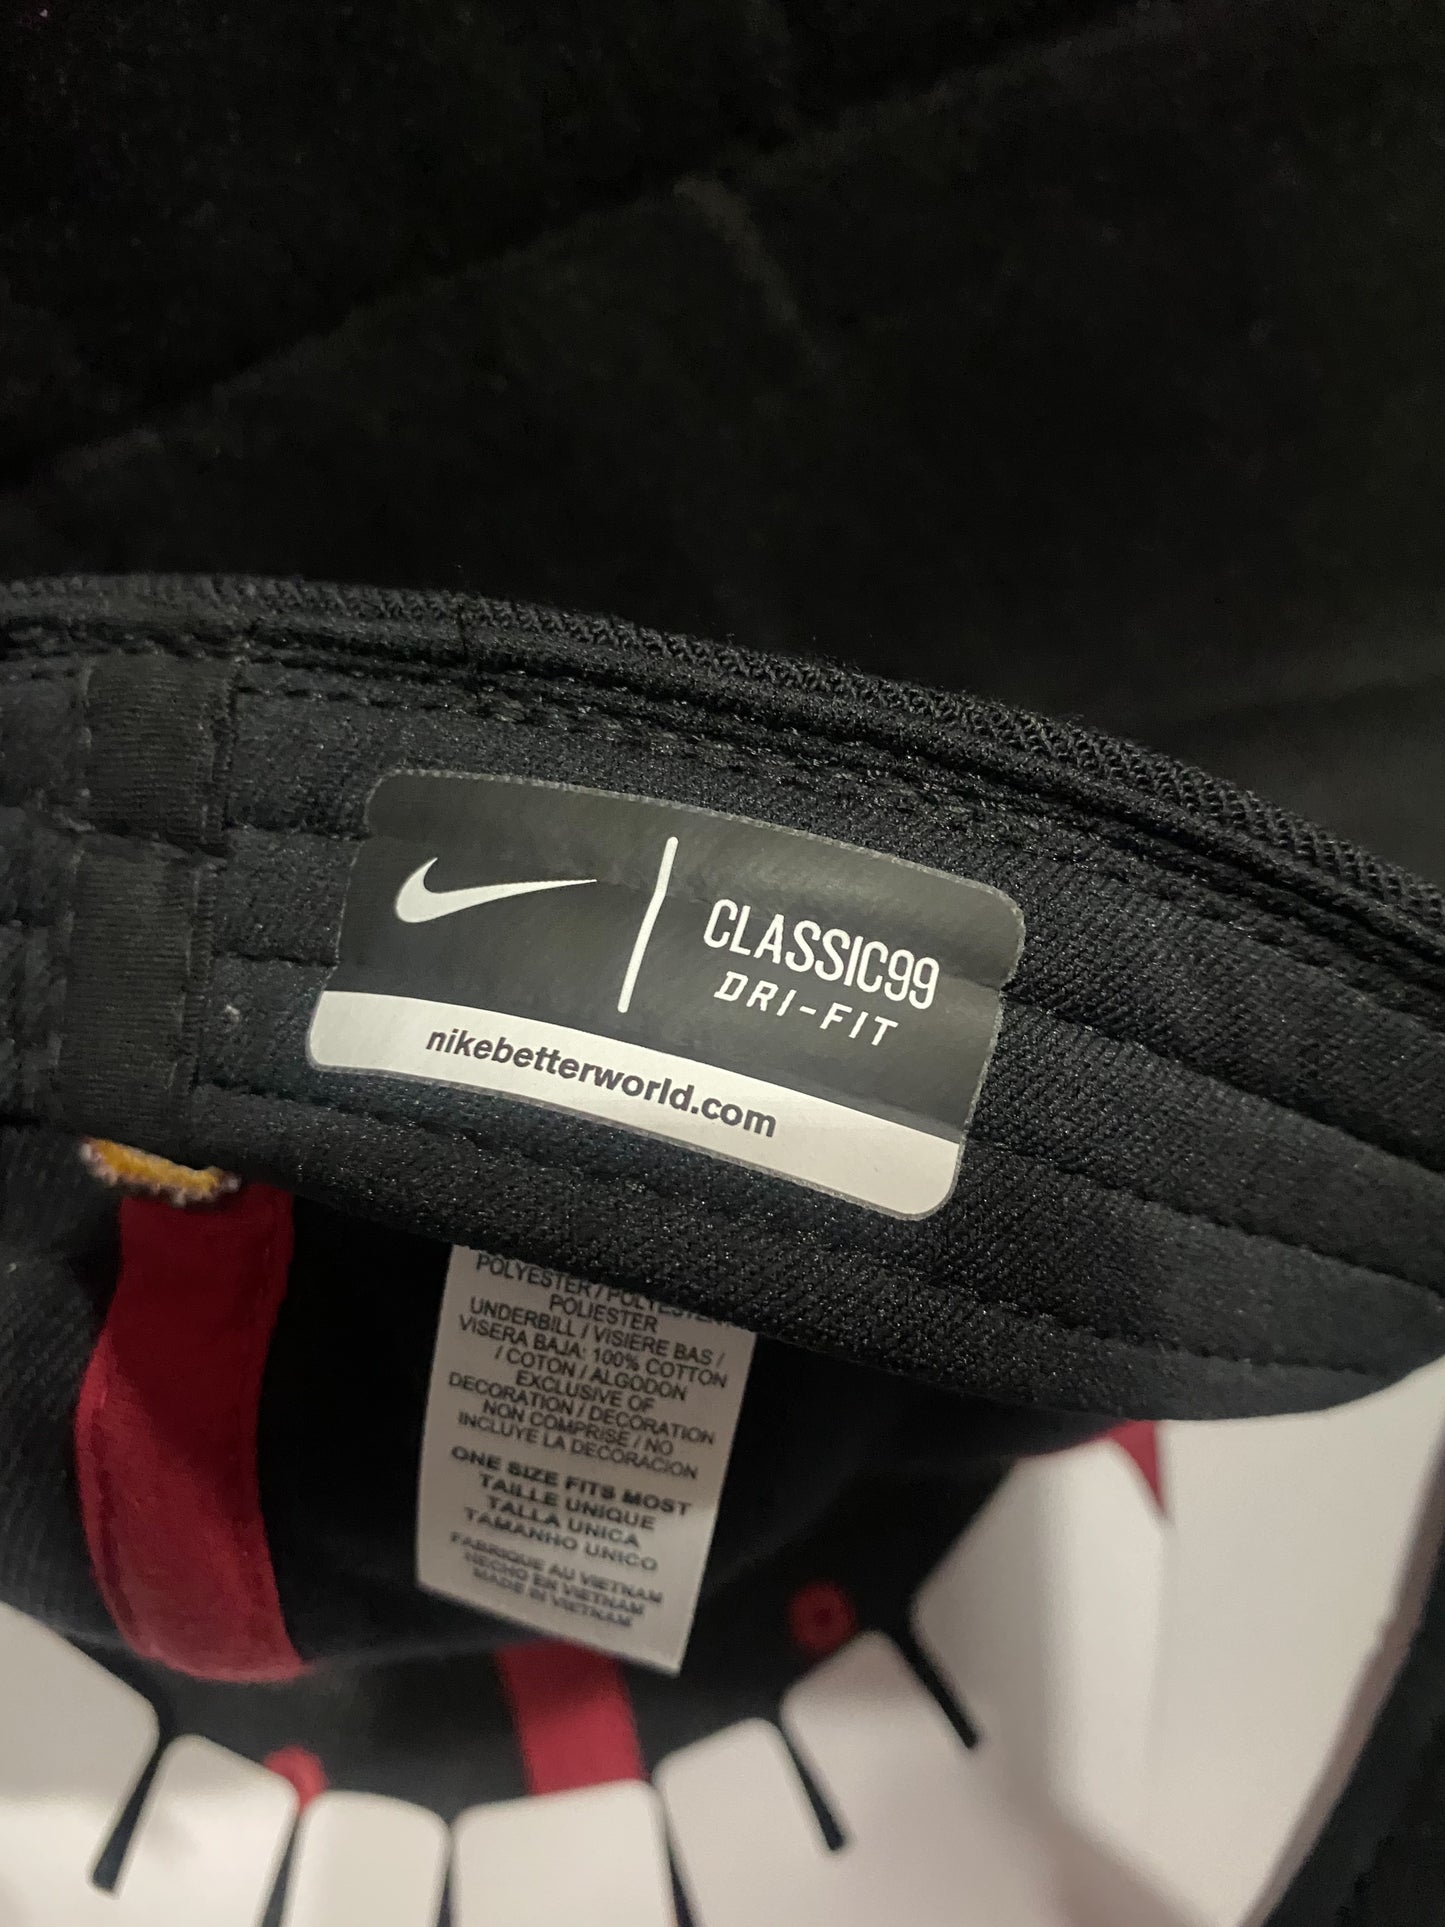 CLASSIC99
DRI-FIT
nikebetterworld.com
POLYESTER / POLYESTER
POLIESTER
UNDERBILL / VISIERE BAS /
VISERA BAJA: 100% COTTON
/ COTON / ALGODON
EXCLUSIVE OF
DECORATION / DECORATION
NON COMPRISE / NO
INCLUYE LA DECORACION
ONE SIZE FITS MOST
TAILLE UNIQUE
TALLA UNICA
TAMANHO UNICO
FABRIQUE AU VIETNAM
HECHO EN VIETNAM
MADE IN VIETNAM